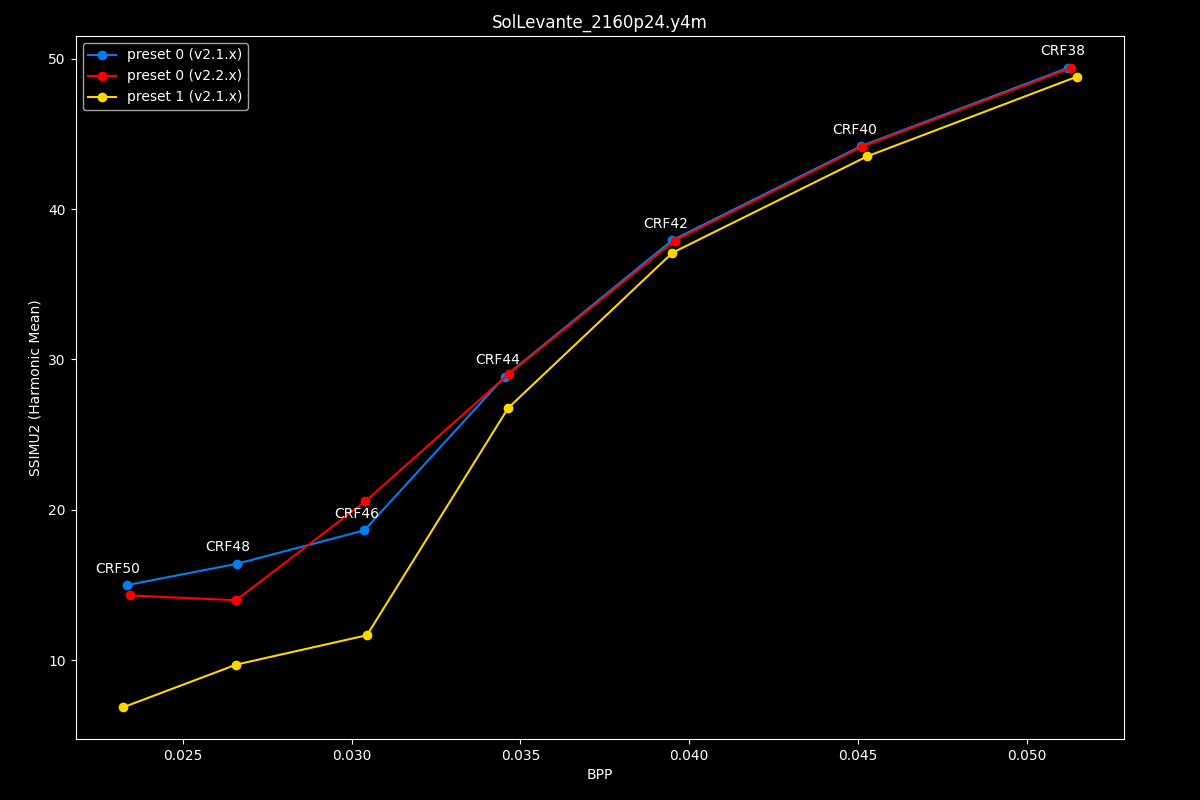 SolLevante_2160p24.y4m
preset 0 (v2.1.x)
preset 0 (v2.2.x)
preset 1 (v2.1.x)
CRF38
CRF40
CRF42
CRF44
CRF46
CRF48
CRF50
50
40
30
20
10
SSIMU2 (Harmonic Mean)
0.025 0.030 0.035 0.040 0.045 0.050
BPP